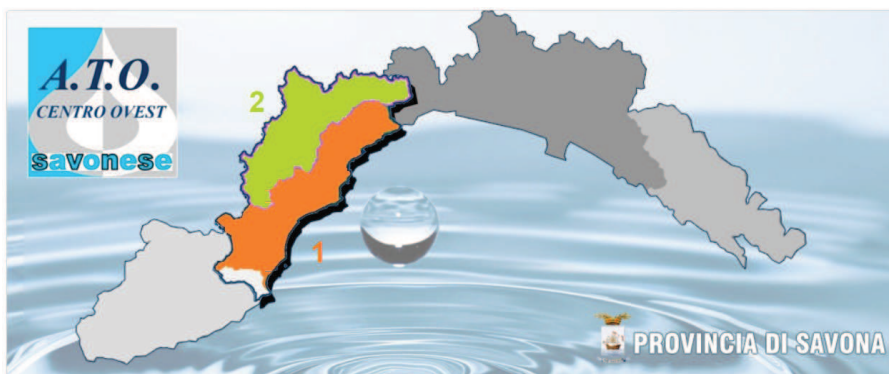 A.T.O.
CENTRO OVEST
savonese
2
1
PROVINCIA DI SAVONA